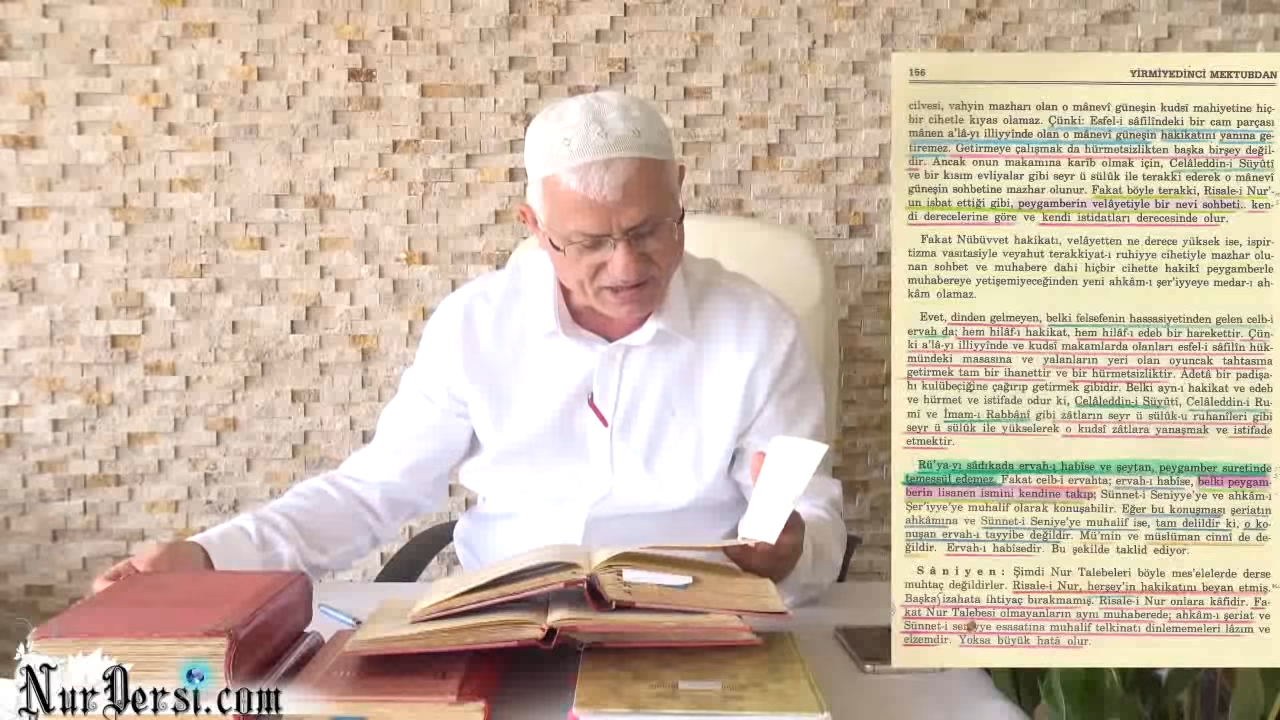 156 YİRMİYEDİNCİ MEKTUBDAN
cilvesi, vahyin mazharı olan o mânevî güneşin kudsî mahiyetine hiç-
bir cihetle kıyas olamaz. Çünki: Esfel-i sâfilîndeki bir cam parçası
mânen a'lâ-yı illiyyînde olan o mânevî güneşin hakikatını yanına ge-
tiremez. Getirmeye çalışmak da hürmetsizlikten başka birşey değil-
dir. Ancak onun makamına karib olmak için, Celâleddin-i Süyûtî
ve bir kısım evliyalar gibi seyr ü sülûk ile terakki ederek o mânevî
güneşin sohbetine mazhar olunur. Fakat böyle terakki, Risale-i Nur'-
un isbat ettiği gibi, peygamberin velâyetiyle bir nevi sohbeti.. ken-
di derecelerine göre ve kendi istidatları derecesinde olur.
Fakat Nübüvvet hakikatı, velâyetten ne derece yüksek ise, ispir-
tizma vasıtasiyle veyahut terakkiyat-ı ruhiyye cihetiyle mazhar olu-
nan sohbet ve muhabere dahi hiçbir cihette hakikî peygamberle
muhabereye yetişemiyeceğinden yeni ahkâm-ı şer'iyyeye medar-ı ah-
kâm olamaz.
Evet, dinden gelmeyen, belki felsefenin hassasiyetinden gelen celb-i
ervah da; hem hilâf-ı hakikat, hem hilâf-ı edeb bir harekettir. Çün-
ki a'lâ-yı illiyyînde ve kudsî makamlarda olanları esfel-i sâfilîn hük-
mündeki masasına ve yalanların yeri olan oyuncak tahtasına
getirmek tam bir ihanettir ve bir hürmetsizliktir. Âdetâ bir padişa-
hı kulübeciğine çağırıp getirmek gibidir. Belki ayn-ı hakikat ve edeb
ve hürmet ve istifade odur ki, Celâleddin-i Süyûtî, Celâleddin-i Ru-
mî ve İmam-ı Rabbânî gibi zâtların seyr ü sülûk-u ruhanîleri gibi
seyr ü sülûk ile yükselerek o kudsî zâtlara yanaşmak ve istifade
etmektir.
Rü'ya-yı sâdıkada ervah-ı habîse ve şeytan, peygamber suretinde
temessül edemez. Fakat celb-i ervahta; ervah-ı habîse, belki peygam-
berin lisanen ismini kendine takıp; Sünnet-i Seniye'ye ve ahkâm-ı
Şer'iyye'ye muhalif olarak konuşabilir. Eğer bu konuşması şeriatın
ahkâmına ve Sünnet-i Seniye'ye muhalif ise, tam delildir ki, o ko-
nuşan ervah-ı tayyibe değildir. Mü'min ve müslüman cinnî de de-
ğildir. Ervah-ı habîsedir. Bu şekilde taklid ediyor.
Sâniyen: Şimdi Nur Talebeleri böyle mes'elelerde derse
muhtaç değildirler. Risale-i Nur, herşey'in hakikatını beyan etmiş.
Başka izahata ihtiyaç bırakmamış. Risale-i Nur onlara kâfidir. Fa-
kat Nur Talebesi olmayanların aynı muhaberede; ahkâm-ı şeriat ve
Sünnet-i seniyye esasatına muhalif telkinatı dinlememeleri lâzım ve
elzemdir. Yoksa büyük hatâ olur.
NurDersi.com